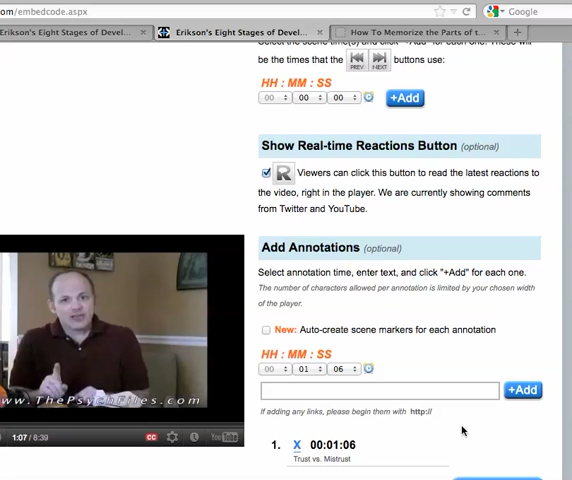 com/embedcode.aspx
Google
Erikson's Eight Stages of Devel...
Erikson's Eight Stages of Devel...
How To Memorize the Parts of t...
be the times that the PREV NEXT buttons use:
HH : MM : SS
00 00 00 +Add
Show Real-time Reactions Button (optional)
R Viewers can click this button to read the latest reactions to
the video, right in the player. We are currently showing comments
from Twitter and YouTube.
Add Annotations (optional)
Select annotation time, enter text, and click "+Add" for each one.
The number of characters allowed per annotation is limited by your chosen width
of the player.
New: Auto-create scene markers for each annotation
HH : MM : SS
00 01 06
+Add
If adding any links, please begin them with http://
1. X 00:01:06
Trust vs. Mistrust
www.ThePsychFiles.com
1:07 / 8:39 CC YouTube